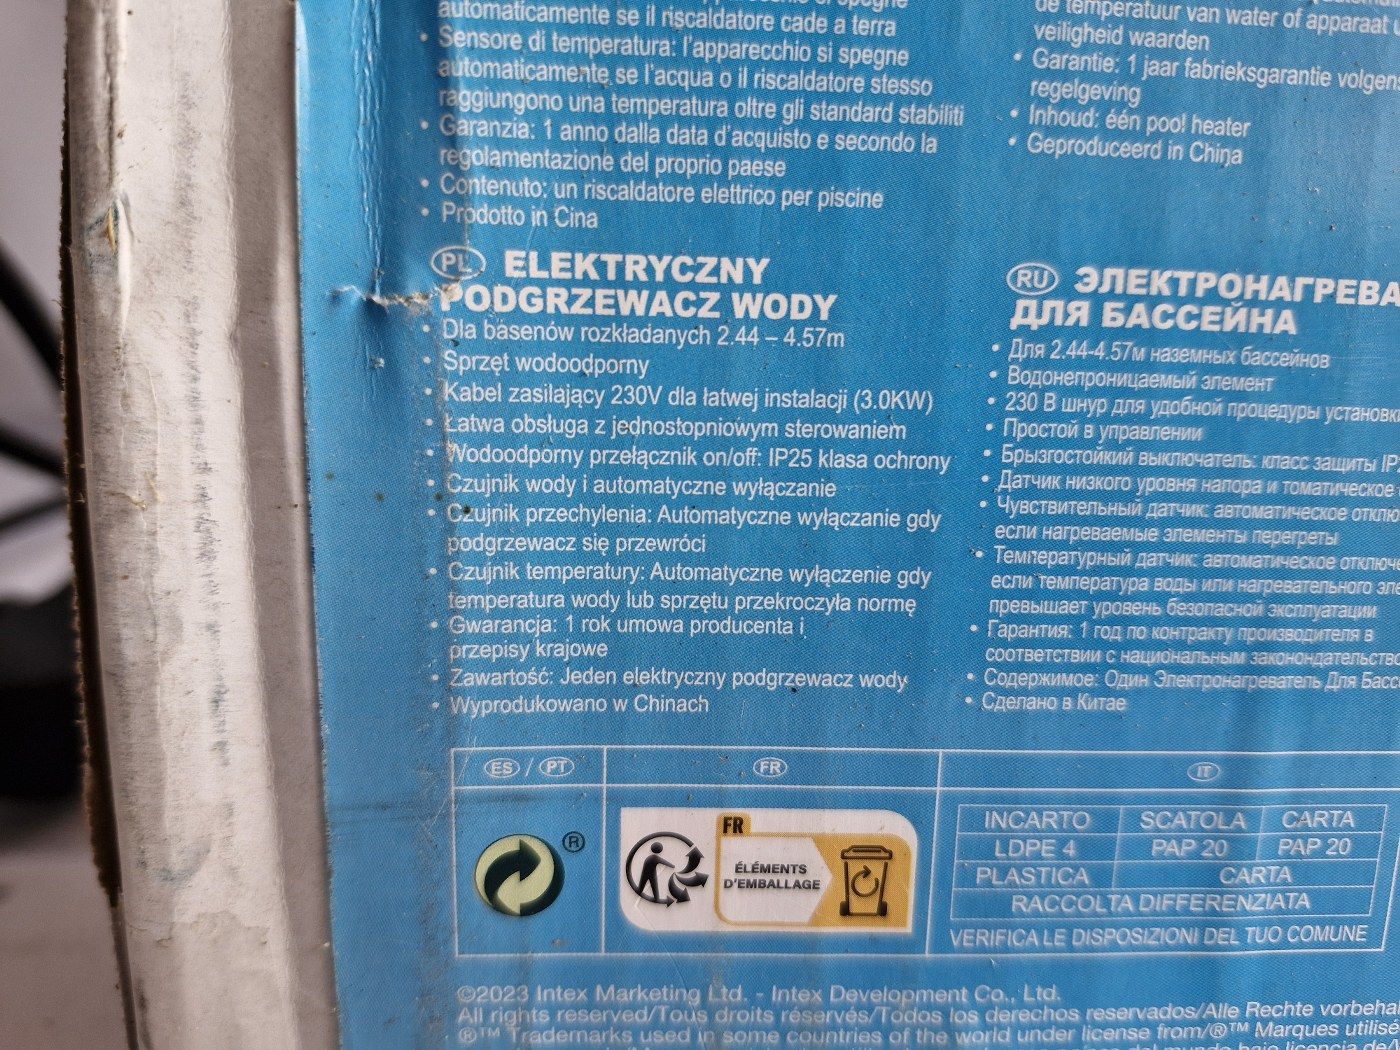 automaticamente se il riscaldatore cade a terra
• Sensore di temperatura: l'apparecchio si spegne
automaticamente se l'acqua o il riscaldatore stesso
raggiungono una temperatura oltre gli standard stabiliti
• Garanzia: 1 anno dalla data d'acquisto e secondo la
regolamentazione del proprio paese
• Contenuto: un riscaldatore elettrico per piscine
• Prodotto in Cina
de temperatuur van water of apparaat
veiligheid waarden
• Garantie: 1 jaar fabrieksgarantie volgen
regelgeving
• Inhoud: één pool heater
• Geproduceerd in China
PL ELEKTRYCZNY
PODGRZEWACZ WODY
• Dla basenów rozkładanych 2.44 – 4.57m
• Sprzęt wodoodporny
• Kabel zasilający 230V dla łatwej instalacji (3.0KW)
• Łatwa obsługa z jednostopniowym sterowaniem
• Wodoodporny przełącznik on/off: IP25 klasa ochrony
• Czujnik wody i automatyczne wyłączanie
• Czujnik przechylenia: Automatyczne wyłączanie gdy
podgrzewacz się przewróci
• Czujnik temperatury: Automatyczne wyłączenie gdy
temperatura wody lub sprzętu przekroczyła normę
• Gwarancja: 1 rok umowa producenta i
przepisy krajowe
• Zawartość: Jeden elektryczny podgrzewacz wody
• Wyprodukowano w Chinach
RU ЭЛЕКТРОНАГРЕВА
ДЛЯ БАССЕЙНА
• Для 2.44-4.57м наземных бассейнов
• Водонепроницаемый элемент
• 230 В шнур для удобной процедуры установк
• Простой в управлении
• Брызгостойкий выключатель: класс защиты IP
• Датчик низкого уровня напора и томатическое
• Чувствительный датчик: автоматическое отклю
если нагреваемые элементы перегреты
• Температурный датчик: автоматическое отключе
если температура воды или нагревательного эл
превышает уровень безопасной эксплуатации
• Гарантия: 1 год по контракту производителя в
соответствии с национальным законондательство
• Содержимое: Один Электронагреватель Для Басс
• Сделано в Китае
ES / PT
FR
IT
®
FR
ÉLÉMENTS
D'EMBALLAGE
INCARTO SCATOLA CARTA
LDPE 4 PAP 20 PAP 20
PLASTICA CARTA
RACCOLTA DIFFERENZIATA
VERIFICA LE DISPOSIZIONI DEL TUO COMUNE
©2023 Intex Marketing Ltd. - Intex Development Co., Ltd.
All rights reserved/Tous droits réservés/Todos los derechos reservados/Alle Rechte vorbehal
®™ Trademarks used in some countries of the world under license from/®™ Marques utilisé